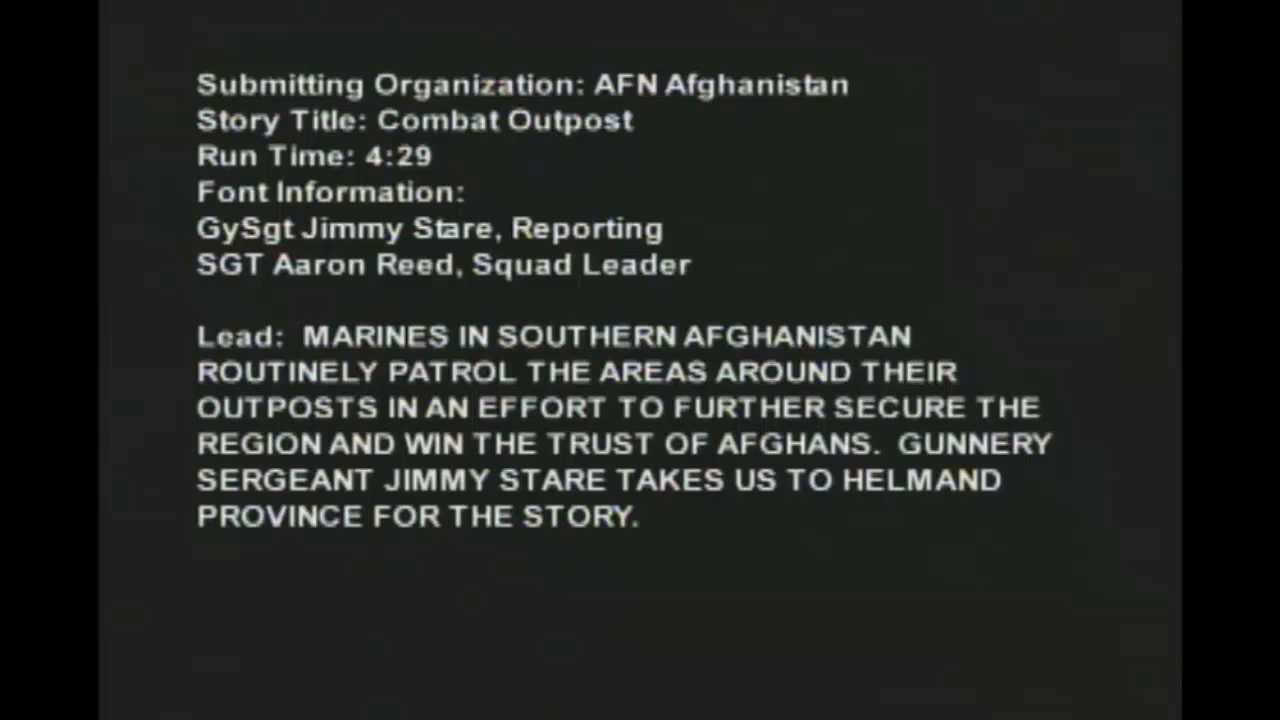 Submitting Organization: AFN Afghanistan
Story Title: Combat Outpost
Run Time: 4:29
Font Information:
GySgt Jimmy Stare, Reporting
SGT Aaron Reed, Squad Leader
Lead:  MARINES IN SOUTHERN AFGHANISTAN
ROUTINELY PATROL THE AREAS AROUND THEIR
OUTPOSTS IN AN EFFORT TO FURTHER SECURE THE
REGION AND WIN THE TRUST OF AFGHANS.  GUNNERY
SERGEANT JIMMY STARE TAKES US TO HELMAND
PROVINCE FOR THE STORY.